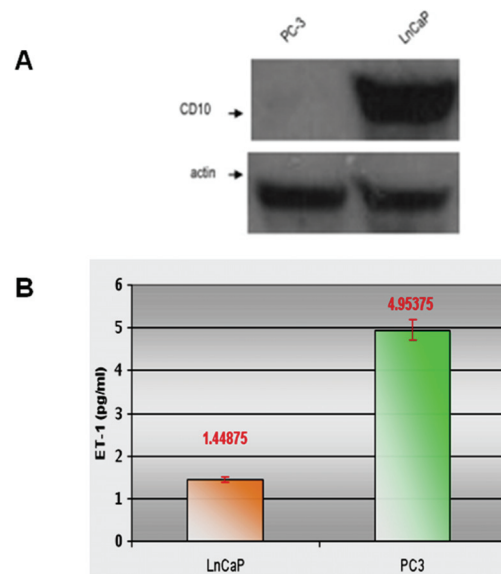 A
PC-3
LnCaP
CD10
actin
B
6
5
4
3
2
1
0
ET-1 (pg/ml)
1.44875
4.95375
LnCaP
PC3